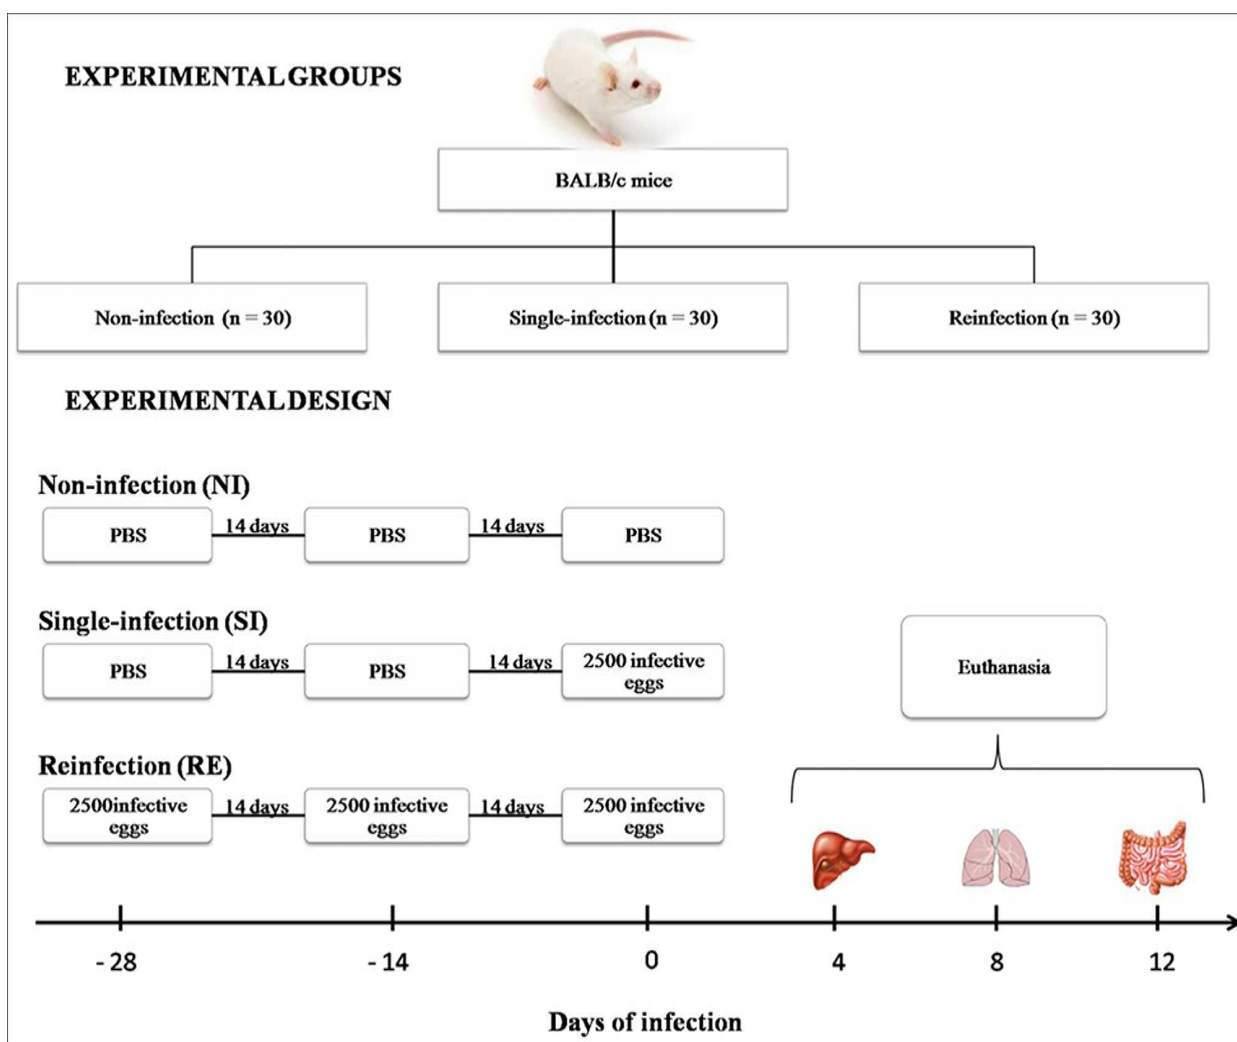 EXPERIMENTAL GROUPS
BALB/c mice
Non-infection (n = 30)
Single-infection (n = 30)
Reinfection (n = 30)
EXPERIMENTAL DESIGN
Non-infection (NI)
PBS
14 days
PBS
14 days
PBS
Single-infection (SI)
PBS
14 days
PBS
14 days
2500 infective
eggs
Euthanasia
Reinfection (RE)
2500infective
eggs
14 days
2500 infective
eggs
14 days
2500 infective
eggs
- 28
- 14
0
4
8
12
Days of infection